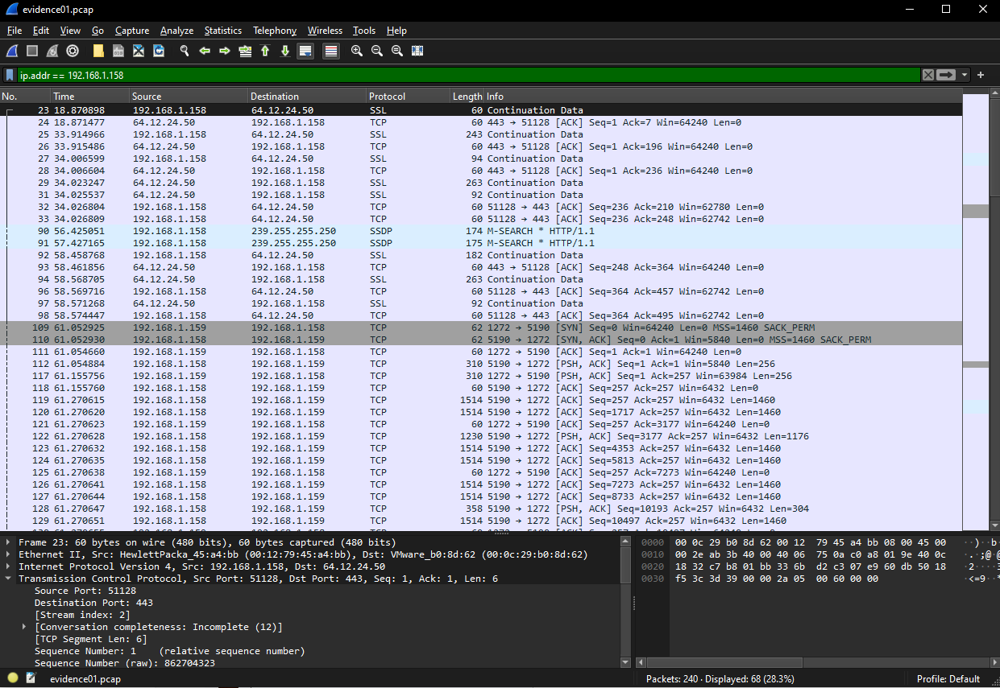 evidence01.pcap
File Edit View Go Capture Analyze Statistics Telephony Wireless Tools Help
ip.addr == 192.168.1.158
No. Time Source Destination Protocol Length Info
23 18.870898 192.168.1.158 64.12.24.50 SSL 60 Continuation Data
24 18.871477 64.12.24.50 192.168.1.158 TCP 60 443 → 51128 [ACK] Seq=1 Ack=7 Win=64240 Len=0
25 33.914966 192.168.1.158 64.12.24.50 SSL 243 Continuation Data
26 33.915486 64.12.24.50 192.168.1.158 TCP 60 443 → 51128 [ACK] Seq=1 Ack=196 Win=64240 Len=0
27 34.006599 192.168.1.158 64.12.24.50 SSL 94 Continuation Data
28 34.006604 64.12.24.50 192.168.1.158 TCP 60 443 → 51128 [ACK] Seq=1 Ack=236 Win=64240 Len=0
29 34.023247 64.12.24.50 192.168.1.158 SSL 263 Continuation Data
31 34.025537 64.12.24.50 192.168.1.158 SSL 92 Continuation Data
32 34.026804 192.168.1.158 64.12.24.50 TCP 60 51128 → 443 [ACK] Seq=236 Ack=210 Win=62780 Len=0
33 34.026809 192.168.1.158 64.12.24.50 TCP 60 51128 → 443 [ACK] Seq=236 Ack=248 Win=62742 Len=0
90 56.425051 192.168.1.158 239.255.255.250 SSDP 174 M-SEARCH * HTTP/1.1
91 57.427165 192.168.1.158 239.255.255.250 SSDP 175 M-SEARCH * HTTP/1.1
92 58.458768 192.168.1.158 64.12.24.50 SSL 182 Continuation Data
93 58.461856 64.12.24.50 192.168.1.158 TCP 60 443 → 51128 [ACK] Seq=248 Ack=364 Win=64240 Len=0
94 58.568705 64.12.24.50 192.168.1.158 SSL 263 Continuation Data
96 58.569716 192.168.1.158 64.12.24.50 TCP 60 51128 → 443 [ACK] Seq=364 Ack=457 Win=62742 Len=0
97 58.571268 64.12.24.50 192.168.1.158 SSL 92 Continuation Data
98 58.574447 192.168.1.158 64.12.24.50 TCP 60 51128 → 443 [ACK] Seq=364 Ack=495 Win=62742 Len=0
109 61.052925 192.168.1.159 192.168.1.158 TCP 62 1272 → 5190 [SYN] Seq=0 Win=64240 Len=0 MSS=1460 SACK_PERM
110 61.052930 192.168.1.158 192.168.1.159 TCP 62 5190 → 1272 [SYN, ACK] Seq=0 Ack=1 Win=5840 Len=0 MSS=1460 SACK_PERM
111 61.054660 192.168.1.159 192.168.1.158 TCP 60 1272 → 5190 [ACK] Seq=1 Ack=1 Win=64240 Len=0
112 61.054884 192.168.1.158 192.168.1.159 TCP 310 5190 → 1272 [PSH, ACK] Seq=1 Ack=1 Win=5840 Len=256
117 61.155756 192.168.1.159 192.168.1.158 TCP 310 1272 → 5190 [PSH, ACK] Seq=1 Ack=257 Win=63984 Len=256
118 61.155760 192.168.1.158 192.168.1.159 TCP 60 5190 → 1272 [ACK] Seq=257 Ack=257 Win=6432 Len=0
119 61.270615 192.168.1.158 192.168.1.159 TCP 1514 5190 → 1272 [ACK] Seq=257 Ack=257 Win=6432 Len=1460
120 61.270620 192.168.1.158 192.168.1.159 TCP 1514 5190 → 1272 [ACK] Seq=1717 Ack=257 Win=6432 Len=1460
121 61.270623 192.168.1.159 192.168.1.158 TCP 60 1272 → 5190 [ACK] Seq=257 Ack=3177 Win=64240 Len=0
122 61.270628 192.168.1.158 192.168.1.159 TCP 1230 5190 → 1272 [PSH, ACK] Seq=3177 Ack=257 Win=6432 Len=1176
123 61.270632 192.168.1.158 192.168.1.159 TCP 1514 5190 → 1272 [ACK] Seq=4353 Ack=257 Win=6432 Len=1460
124 61.270635 192.168.1.158 192.168.1.159 TCP 1514 5190 → 1272 [ACK] Seq=5813 Ack=257 Win=6432 Len=1460
125 61.270638 192.168.1.159 192.168.1.158 TCP 60 1272 → 5190 [ACK] Seq=257 Ack=7273 Win=64240 Len=0
126 61.270641 192.168.1.158 192.168.1.159 TCP 1514 5190 → 1272 [ACK] Seq=7273 Ack=257 Win=6432 Len=1460
127 61.270644 192.168.1.158 192.168.1.159 TCP 1514 5190 → 1272 [ACK] Seq=8733 Ack=257 Win=6432 Len=1460
128 61.270647 192.168.1.158 192.168.1.159 TCP 358 5190 → 1272 [PSH, ACK] Seq=10193 Ack=257 Win=6432 Len=304
129 61.270651 192.168.1.158 192.168.1.159 TCP 1514 5190 → 1272 [ACK] Seq=10497 Ack=257 Win=6432 Len=1460
Frame 23: 60 bytes on wire (480 bits), 60 bytes captured (480 bits)
Ethernet II, Src: HewlettPacka_45:a4:bb (00:12:79:45:a4:bb), Dst: VMware_b0:8d:62 (00:0c:29:b0:8d:62)
Internet Protocol Version 4, Src: 192.168.1.158, Dst: 64.12.24.50
Transmission Control Protocol, Src Port: 51128, Dst Port: 443, Seq: 1, Ack: 1, Len: 6
Source Port: 51128
Destination Port: 443
[Stream index: 2]
[Conversation completeness: Incomplete (12)]
[TCP Segment Len: 6]
Sequence Number: 1 (relative sequence number)
Sequence Number (raw): 862704323
0000 00 0c 29 b0 8d 62 00 12 79 45 a4 bb 08 00 45 00 ··)··b
0010 00 2e ab 3b 40 00 40 06 75 0a c0 a8 01 9e 40 0c ·.·;@·@
0020 18 32 c7 b8 01 bb 33 6b d2 c3 07 e9 60 db 50 18 ·2····3
0030 f5 3c 3d 39 00 00 2a 05 00 60 00 00 ·<=9··*
evidence01.pcap
Packets: 240 · Displayed: 68 (28.3%)
Profile: Default